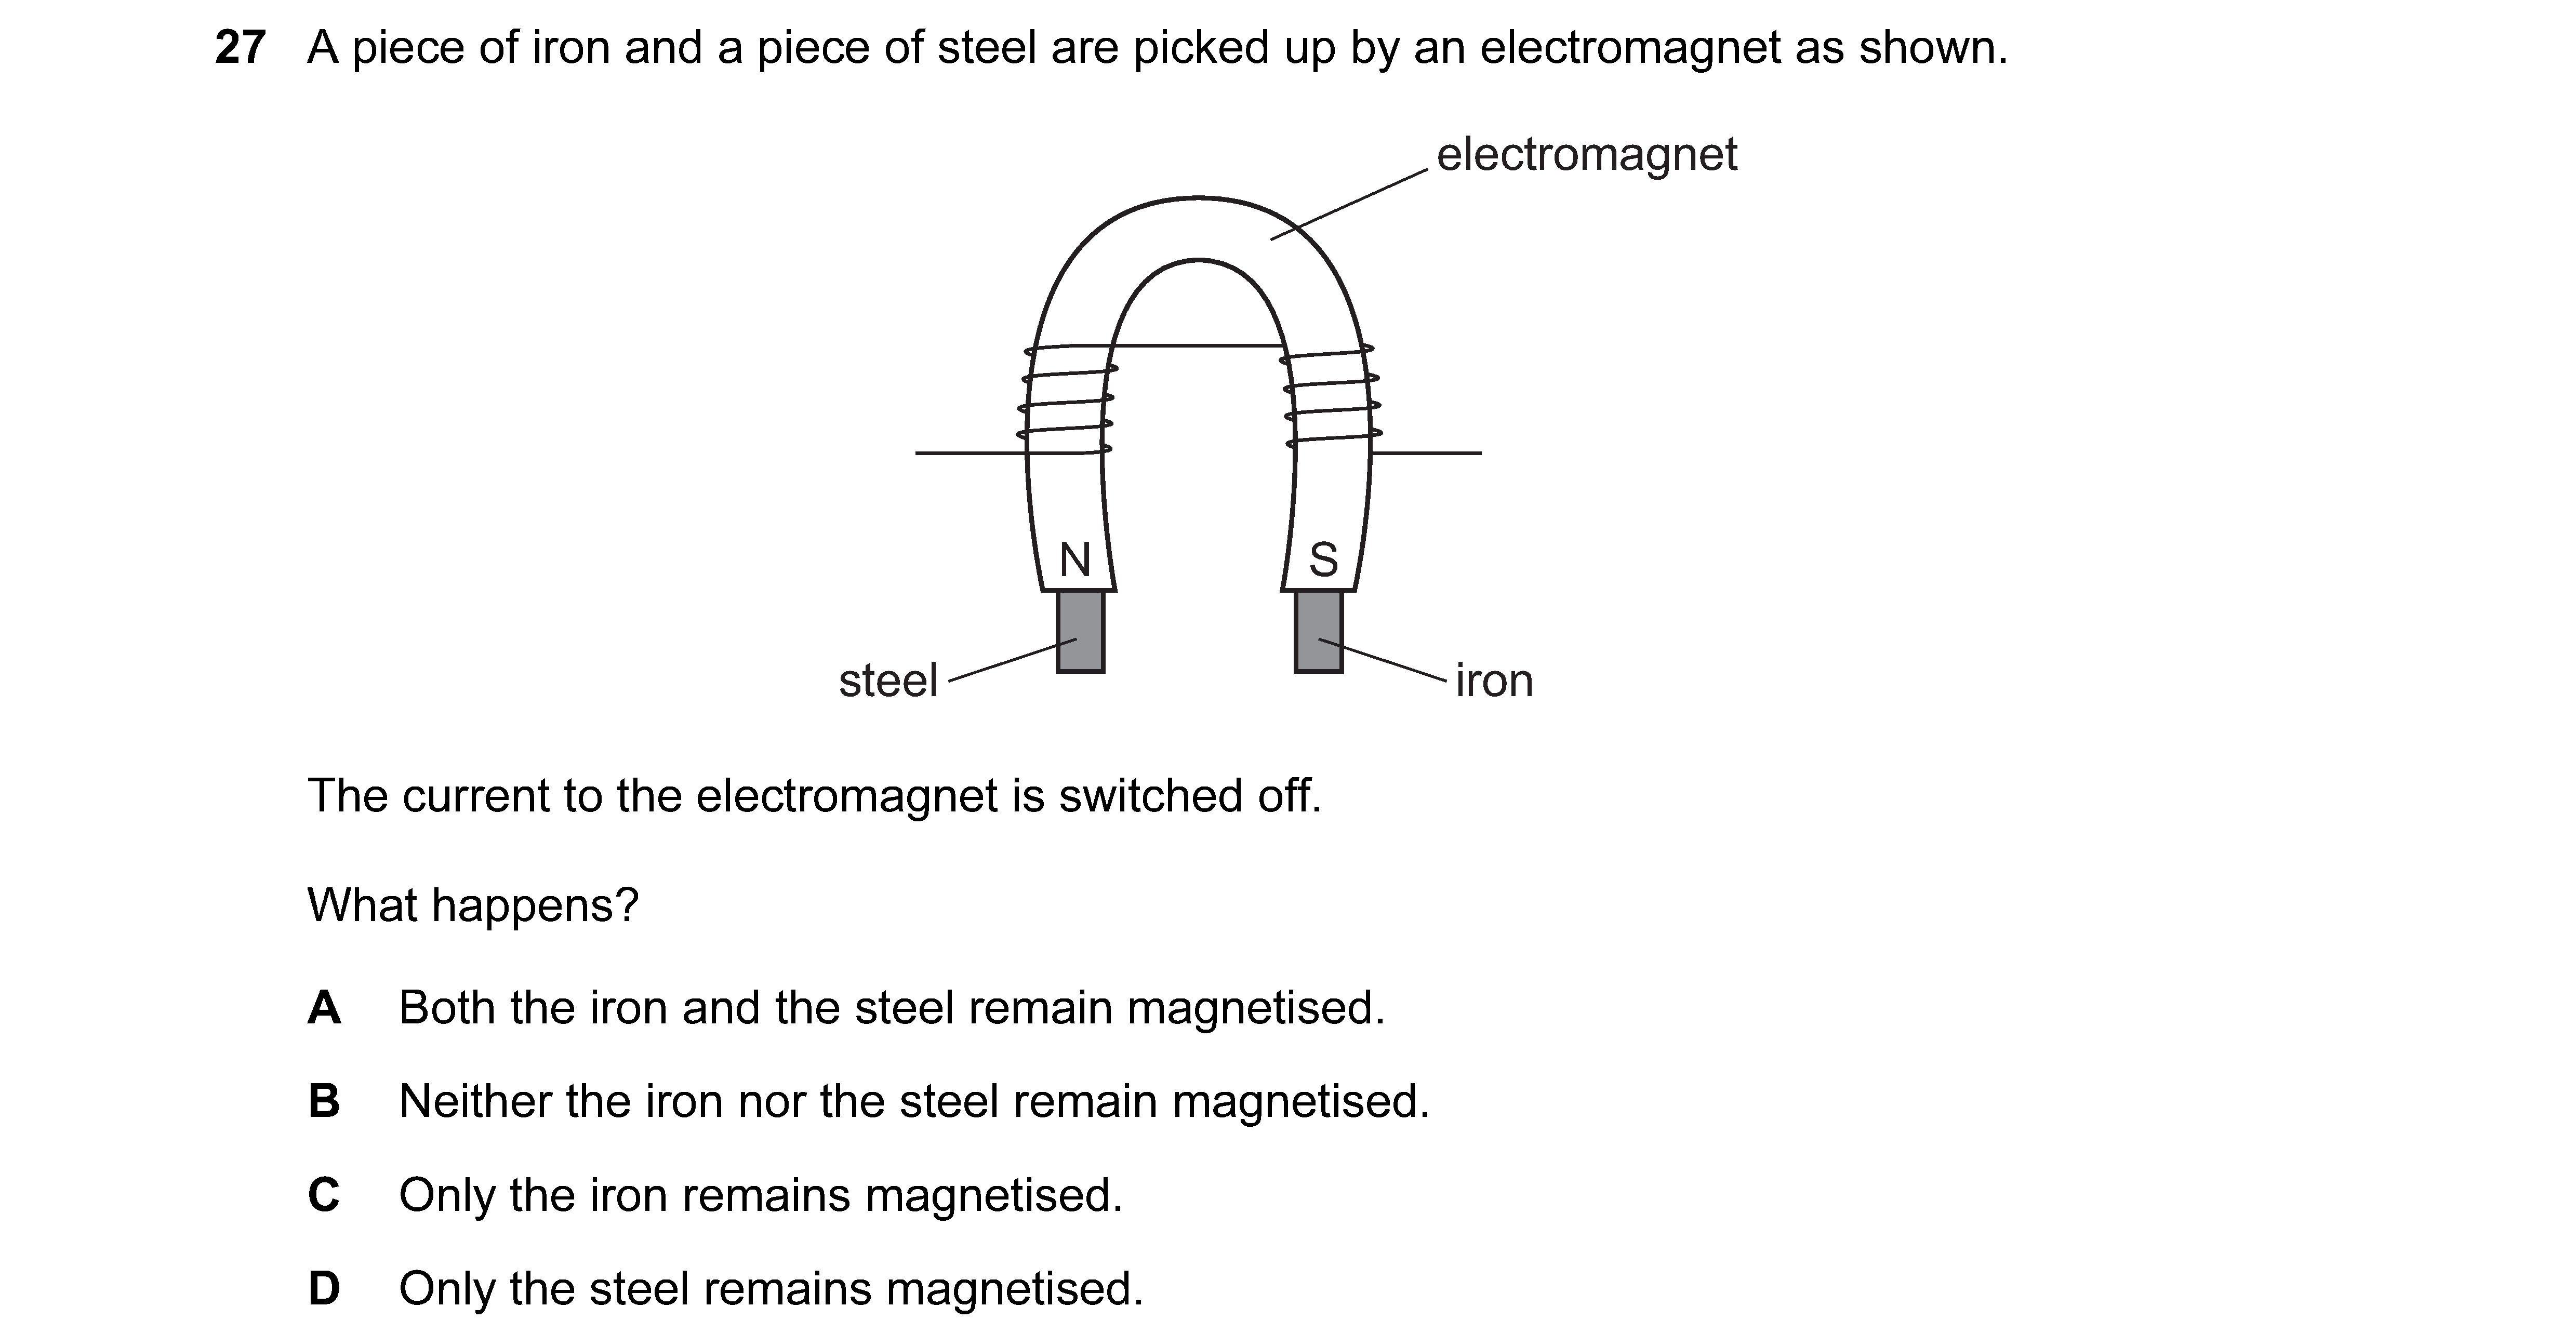 27 A piece of iron and a piece of steel are picked up by an electromagnet as shown.
electromagnet
N S
steel iron
The current to the electromagnet is switched off.
What happens?
A Both the iron and the steel remain magnetised.
B Neither the iron nor the steel remain magnetised.
C Only the iron remains magnetised.
D Only the steel remains magnetised.